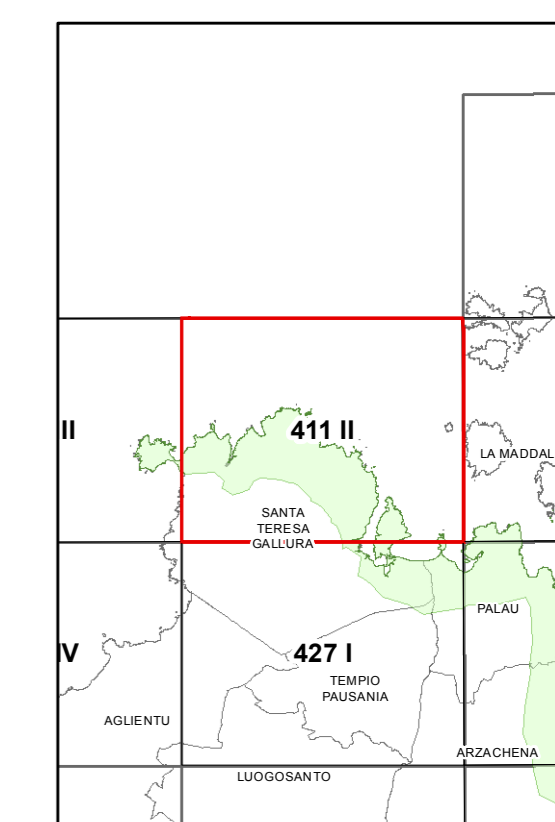 II
411 II
LA MADDAL
SANTA
TERESA
GALLURA
PALAU
IV
427 I
TEMPIO
PAUSANIA
AGLIENTU
ARZACHENA
LUOGOSANTO